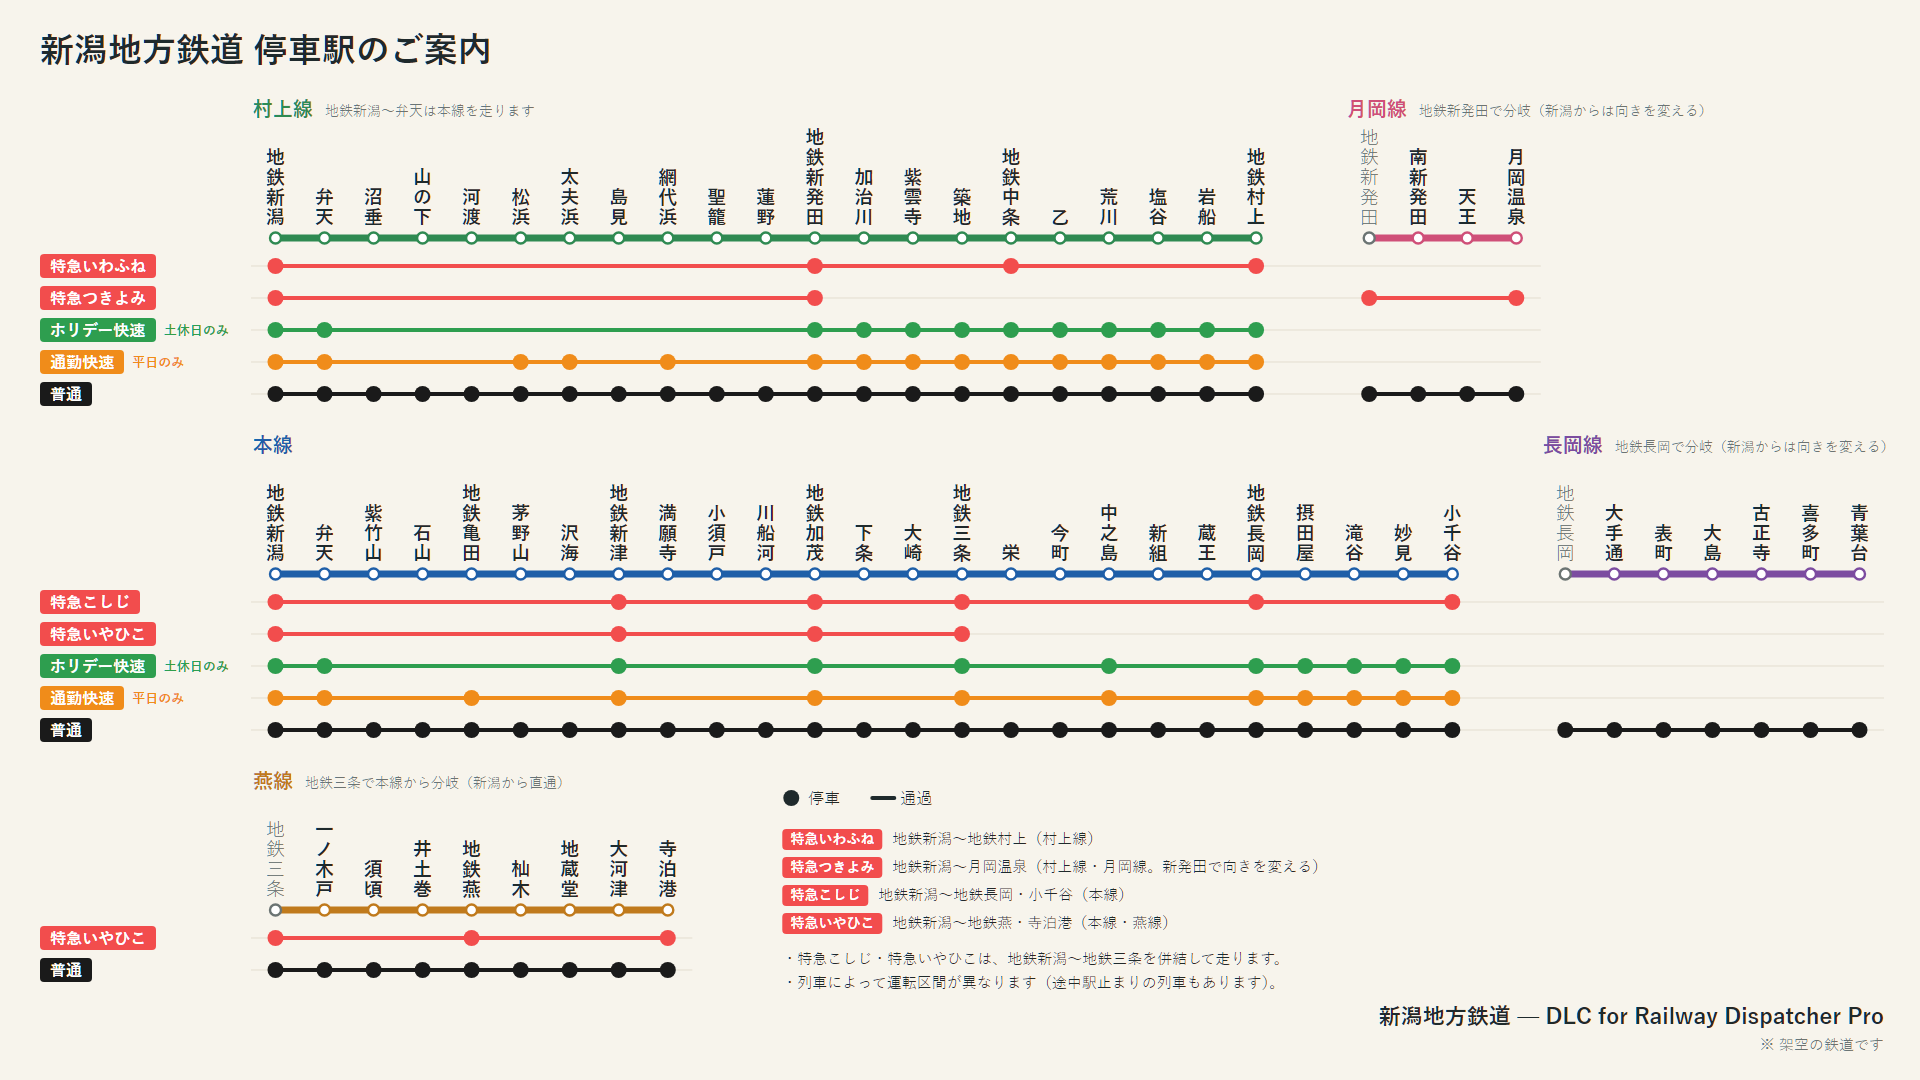 新潟地方鉄道 停車駅のご案内
村上線 地鉄新潟～弁天は本線を走ります
地鉄新潟 弁天 沼垂 山の下 河渡 松浜 太夫浜 島見 網代浜 聖籠 蓮野 地鉄新発田 加治川 紫雲寺 築地 地鉄中条 乙 荒川 塩谷 岩船 地鉄村上
月岡線 地鉄新発田で分岐（新潟からは向きを変える）
地鉄新発田 南新発田 天王 月岡温泉
特急いわふね
特急つきよみ
ホリデー快速 土休日のみ
通勤快速 平日のみ
普通
本線
地鉄新潟 弁天 紫竹山 石山 地鉄亀田 茅野山 沢海 地鉄新津 満願寺 小須戸 川船河 地鉄加茂 下条 大崎 地鉄三条 栄 今町 中之島 新組 蔵王 地鉄長岡 摂田屋 滝谷 妙見 小千谷
長岡線 地鉄長岡で分岐（新潟からは向きを変える）
地鉄長岡 大手通 表町 大島 古正寺 喜多町 青葉台
特急こしじ
特急いやひこ
ホリデー快速 土休日のみ
通勤快速 平日のみ
普通
燕線 地鉄三条で本線から分岐（新潟から直通）
地鉄三条 一ノ木戸 須頃 井土巻 地鉄燕 杣木 地蔵堂 大河津 寺泊港
特急いやひこ
普通
停車 通過
特急いわふね 地鉄新潟～地鉄村上（村上線）
特急つきよみ 地鉄新潟～月岡温泉（村上線・月岡線。新発田で向きを変える）
特急こしじ 地鉄新潟～地鉄長岡・小千谷（本線）
特急いやひこ 地鉄新潟～地鉄燕・寺泊港（本線・燕線）
・特急こしじ・特急いやひこは、地鉄新潟～地鉄三条を併結して走ります。
・列車によって運転区間が異なります（途中駅止まりの列車もあります）。
新潟地方鉄道 — DLC for Railway Dispatcher Pro
※ 架空の鉄道です